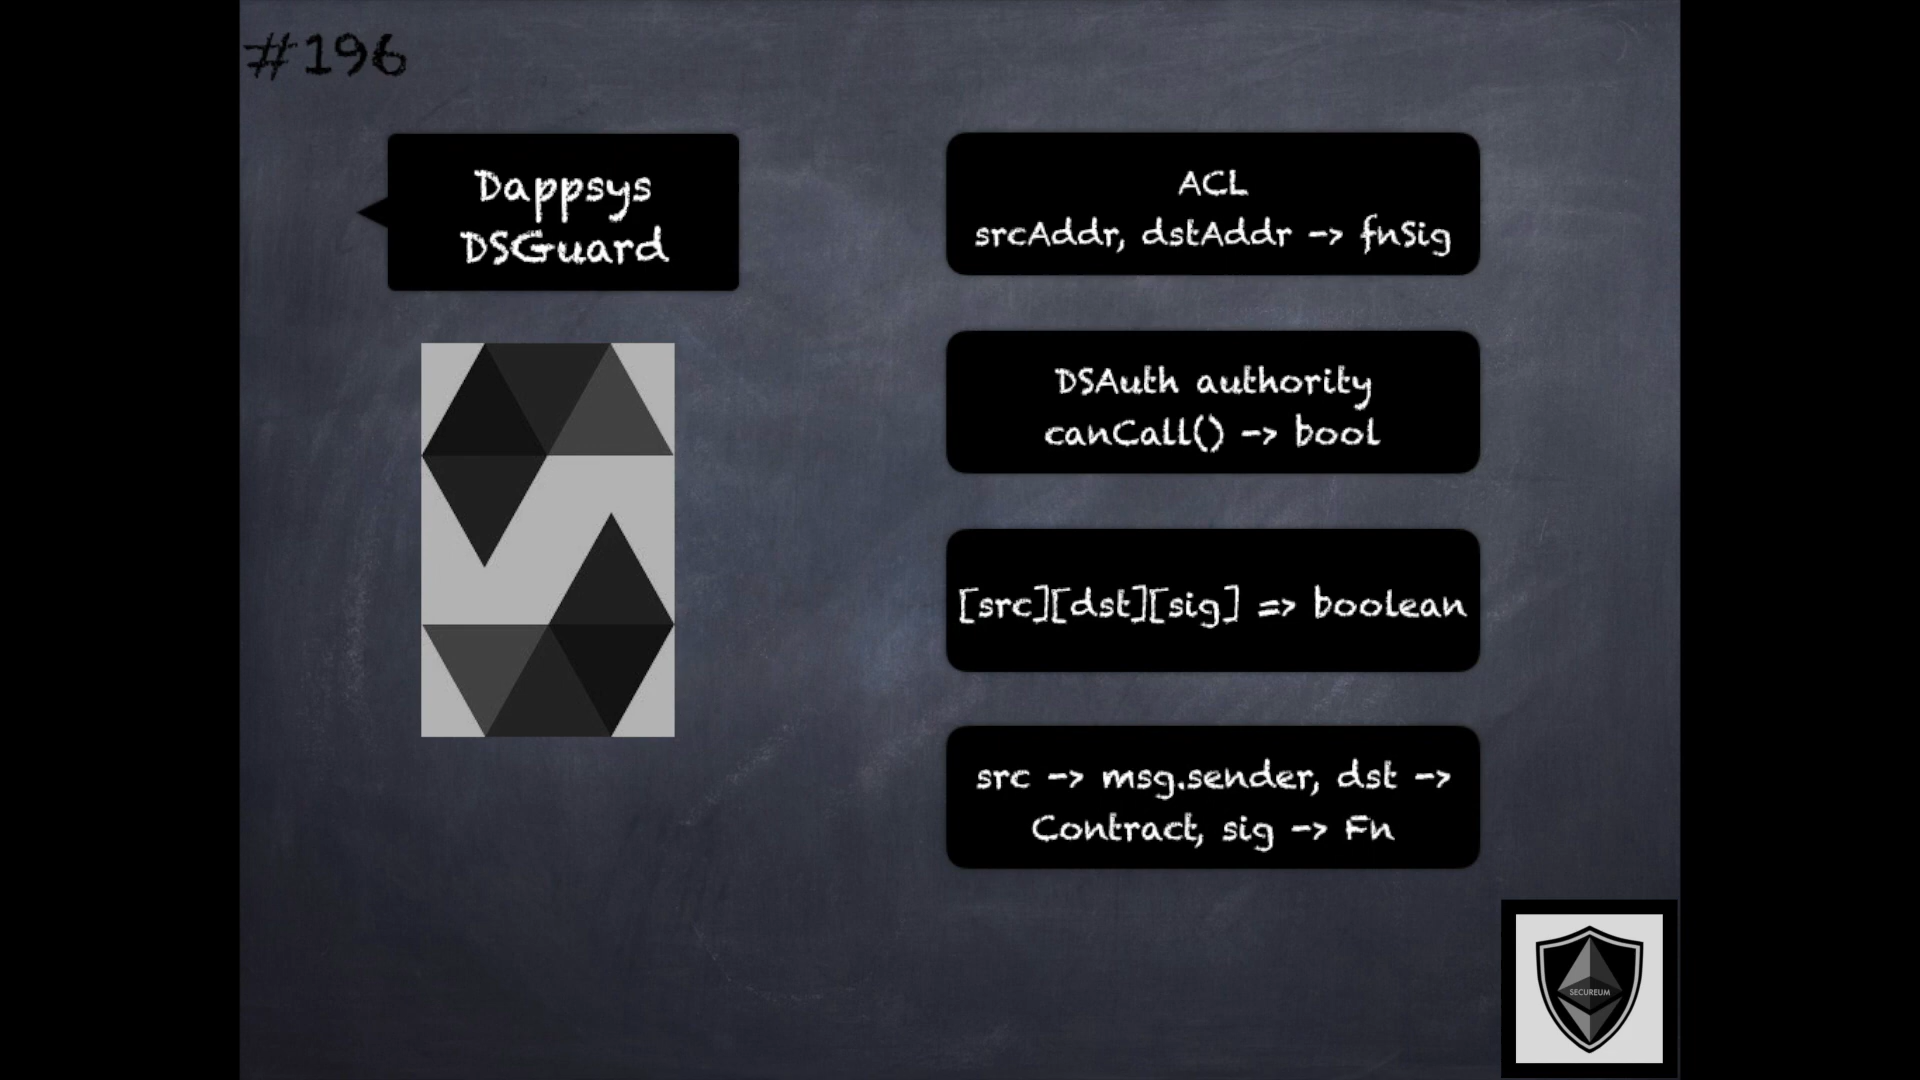 #196
Dappsys
DSGuard
ACL
srcAddr, dstAddr -> fnSig
DSAuth authority
canCall() -> bool
[src][dst][sig] => boolean
src -> msg.sender, dst ->
Contract, sig -> Fn
SECUREUM